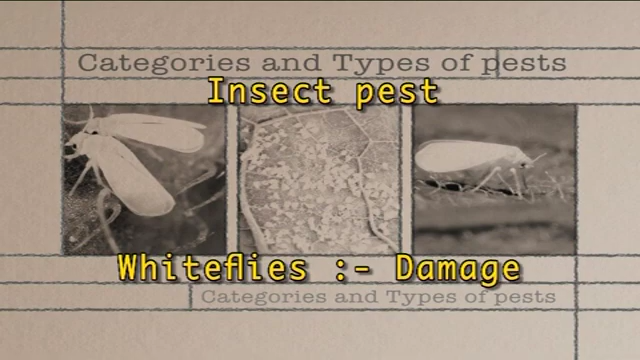 Categories and Types of pests
Insect pest
Whiteflies :- Damage
Categories and Types of pests